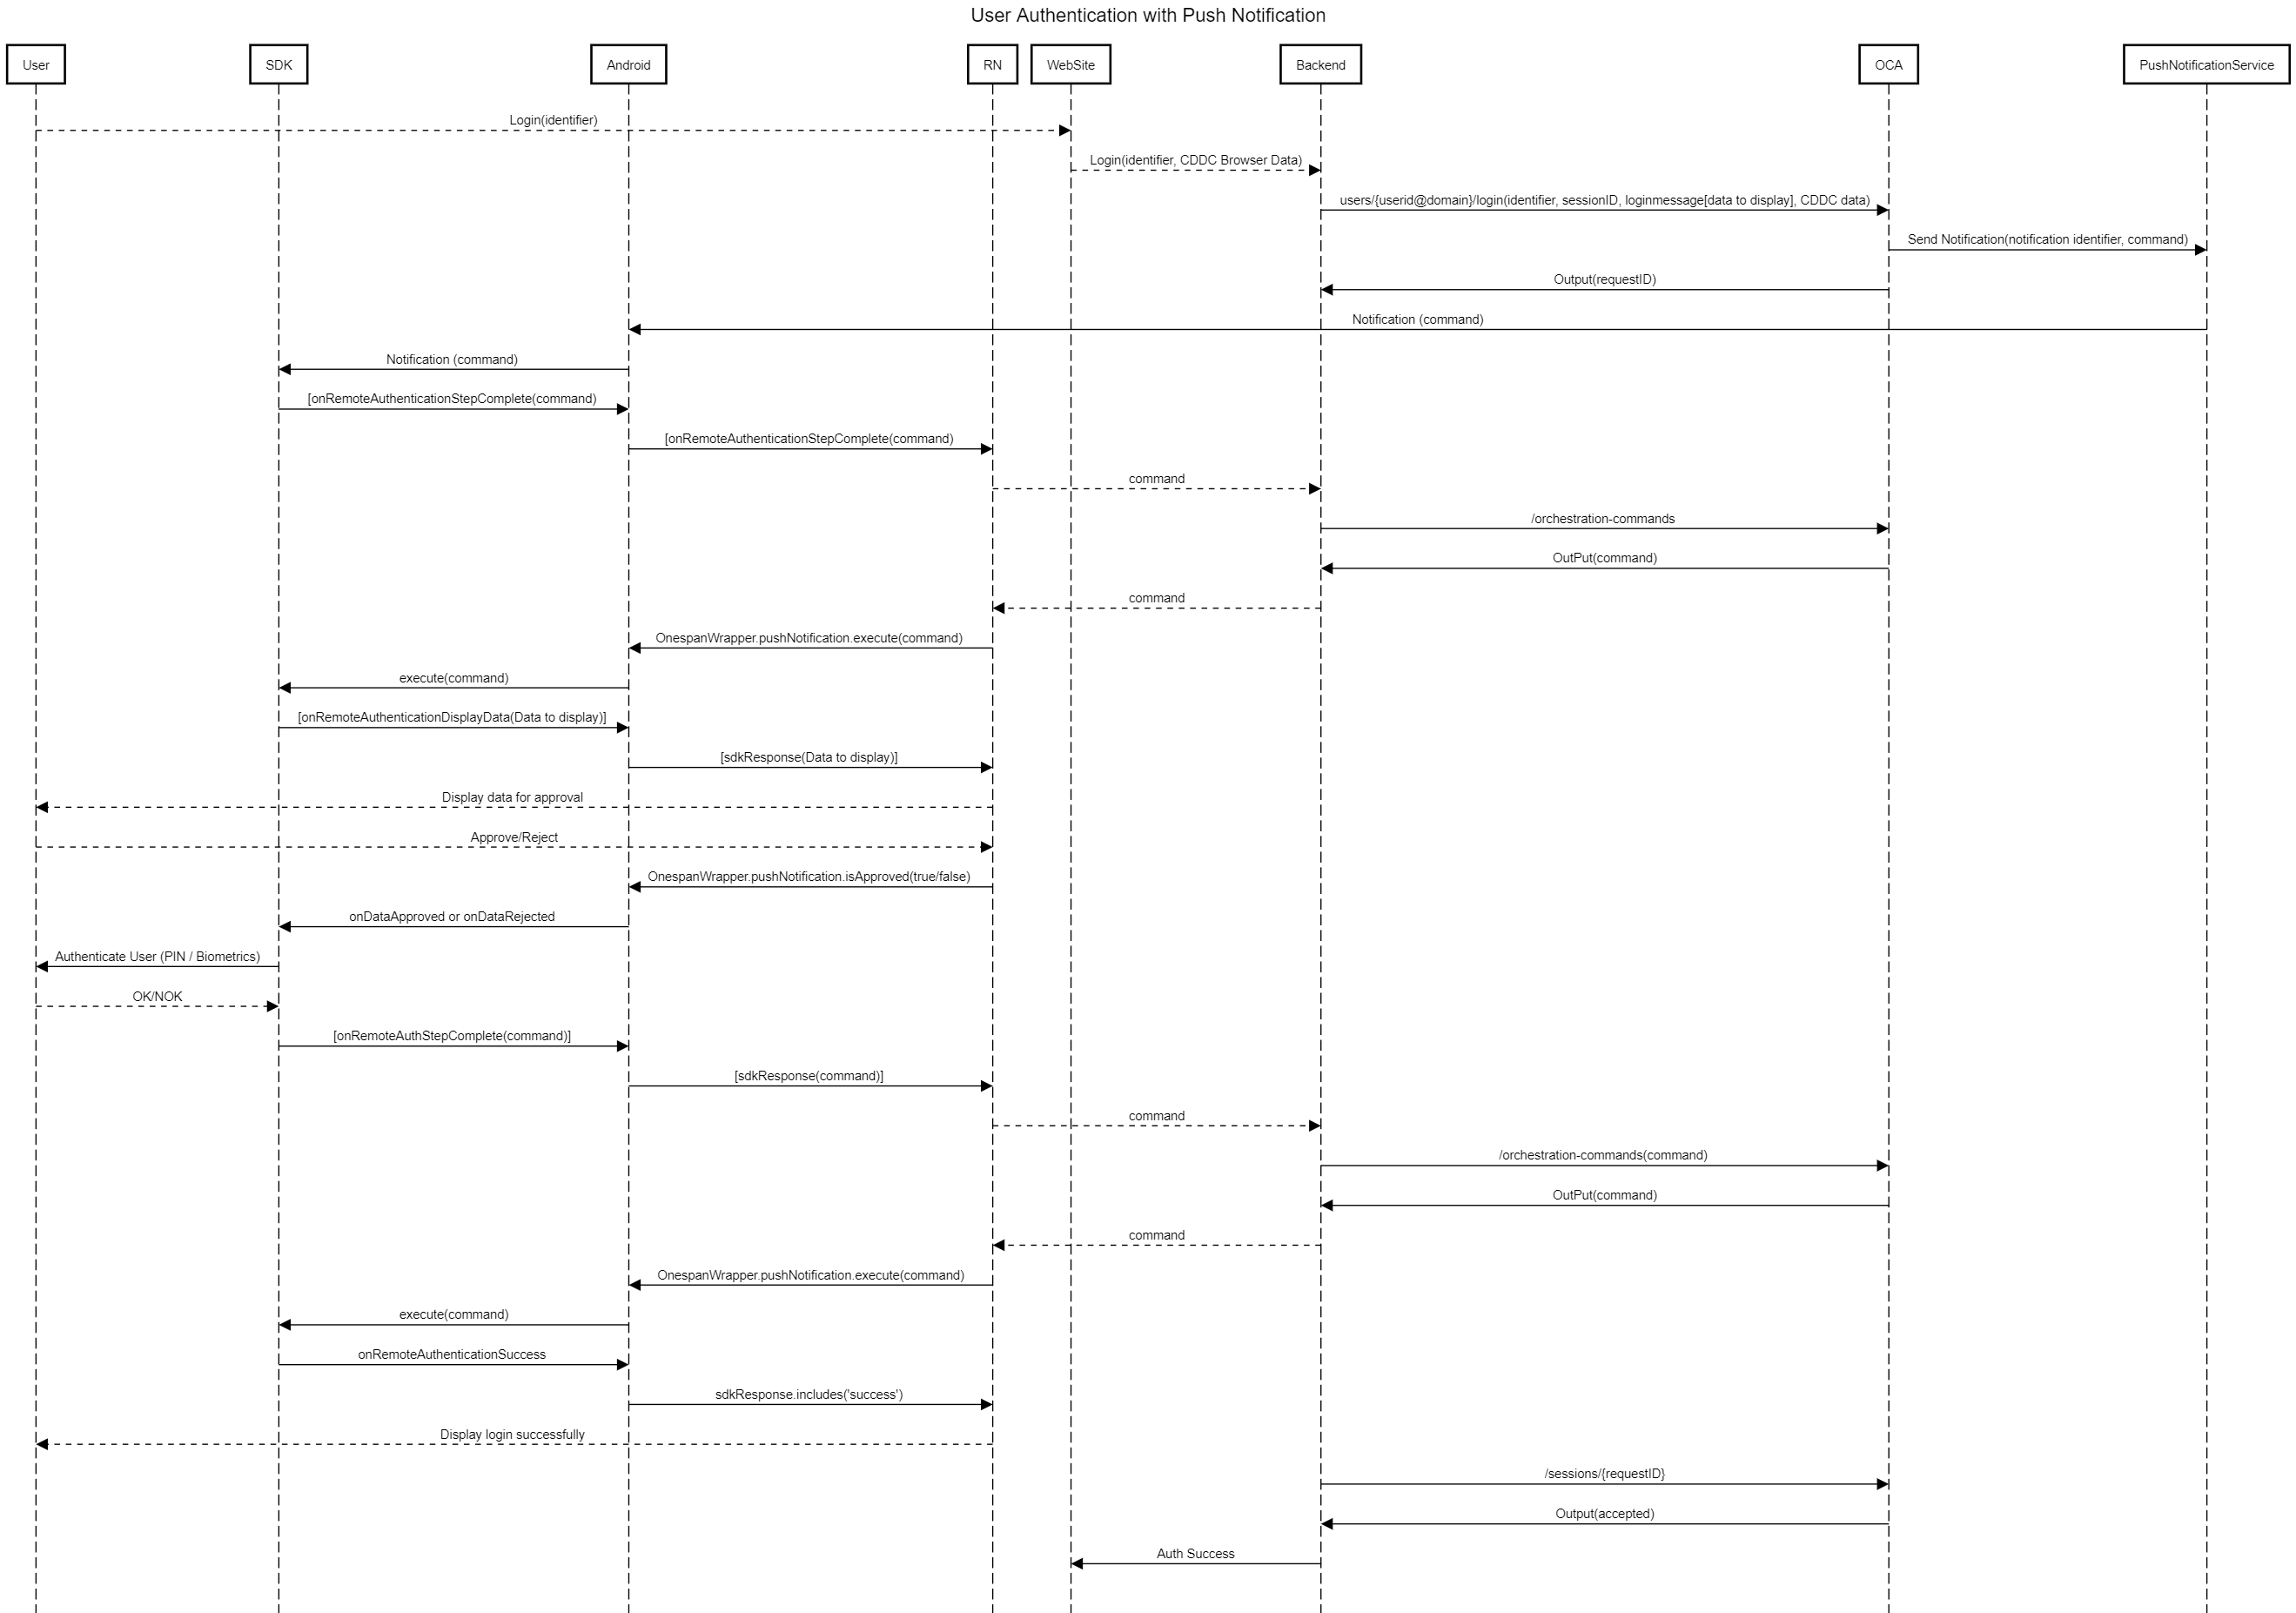 User Authentication with Push Notification
User
SDK
Android
RN
WebSite
Backend
OCA
PushNotificationService
Login(identifier)
Login(identifier, CDDC Browser Data)
users/{userid@domain}/login(identifier, sessionID, loginmessage[data to display], CDDC data)
Send Notification(notification identifier, command)
Output(requestID)
Notification (command)
Notification (command)
[onRemoteAuthenticationStepComplete(command)
[onRemoteAuthenticationStepComplete(command)
command
/orchestration-commands
OutPut(command)
command
OnespanWrapper.pushNotification.execute(command)
execute(command)
[onRemoteAuthenticationDisplayData(Data to display)]
[sdkResponse(Data to display)]
Display data for approval
Approve/Reject
OnespanWrapper.pushNotification.isApproved(true/false)
onDataApproved or onDataRejected
Authenticate User (PIN / Biometrics)
OK/NOK
[onRemoteAuthStepComplete(command)]
[sdkResponse(command)]
command
/orchestration-commands(command)
OutPut(command)
command
OnespanWrapper.pushNotification.execute(command)
execute(command)
onRemoteAuthenticationSuccess
sdkResponse.includes('success')
Display login successfully
/sessions/{requestID}
Output(accepted)
Auth Success